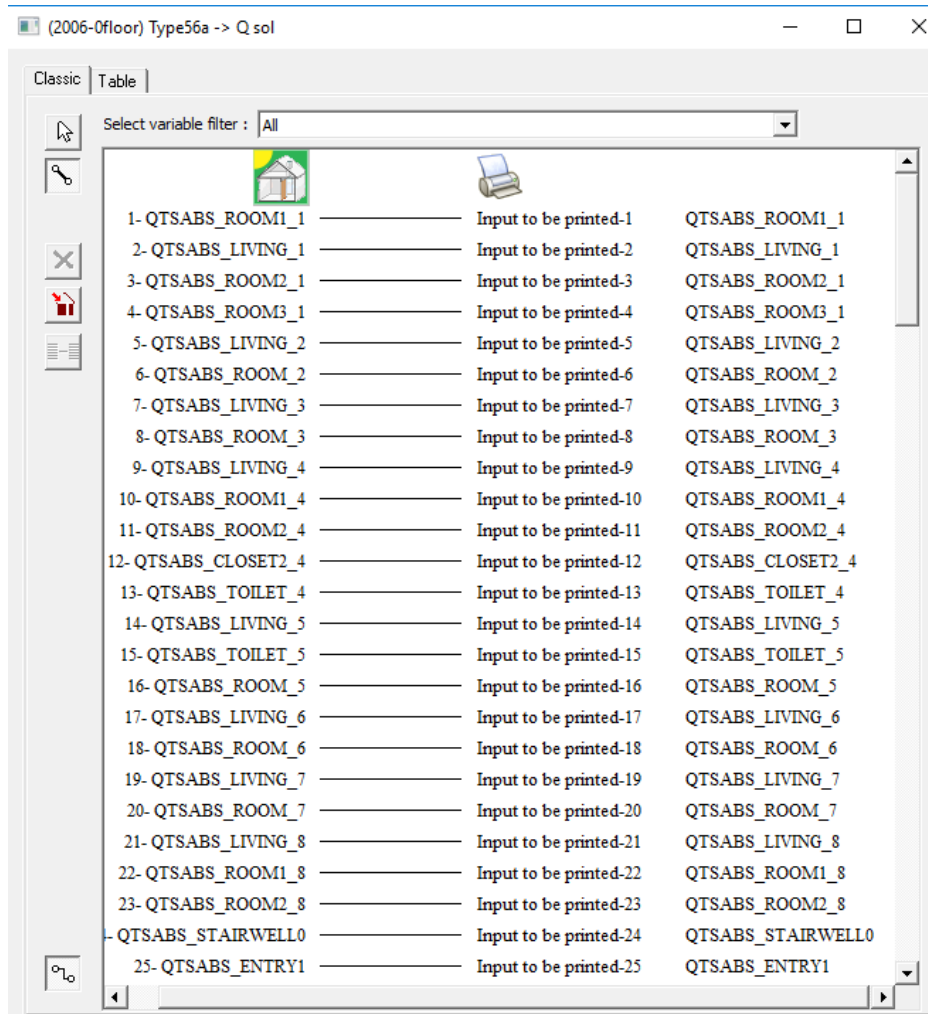 (2006-0floor) Type56a -> Q sol
Classic Table
Select variable filter : All
1- QTSABS_ROOM1_1 Input to be printed-1 QTSABS_ROOM1_1
2- QTSABS_LIVING_1 Input to be printed-2 QTSABS_LIVING_1
3- QTSABS_ROOM2_1 Input to be printed-3 QTSABS_ROOM2_1
4- QTSABS_ROOM3_1 Input to be printed-4 QTSABS_ROOM3_1
5- QTSABS_LIVING_2 Input to be printed-5 QTSABS_LIVING_2
6- QTSABS_ROOM_2 Input to be printed-6 QTSABS_ROOM_2
7- QTSABS_LIVING_3 Input to be printed-7 QTSABS_LIVING_3
8- QTSABS_ROOM_3 Input to be printed-8 QTSABS_ROOM_3
9- QTSABS_LIVING_4 Input to be printed-9 QTSABS_LIVING_4
10- QTSABS_ROOM1_4 Input to be printed-10 QTSABS_ROOM1_4
11- QTSABS_ROOM2_4 Input to be printed-11 QTSABS_ROOM2_4
12- QTSABS_CLOSET2_4 Input to be printed-12 QTSABS_CLOSET2_4
13- QTSABS_TOILET_4 Input to be printed-13 QTSABS_TOILET_4
14- QTSABS_LIVING_5 Input to be printed-14 QTSABS_LIVING_5
15- QTSABS_TOILET_5 Input to be printed-15 QTSABS_TOILET_5
16- QTSABS_ROOM_5 Input to be printed-16 QTSABS_ROOM_5
17- QTSABS_LIVING_6 Input to be printed-17 QTSABS_LIVING_6
18- QTSABS_ROOM_6 Input to be printed-18 QTSABS_ROOM_6
19- QTSABS_LIVING_7 Input to be printed-19 QTSABS_LIVING_7
20- QTSABS_ROOM_7 Input to be printed-20 QTSABS_ROOM_7
21- QTSABS_LIVING_8 Input to be printed-21 QTSABS_LIVING_8
22- QTSABS_ROOM1_8 Input to be printed-22 QTSABS_ROOM1_8
23- QTSABS_ROOM2_8 Input to be printed-23 QTSABS_ROOM2_8
- QTSABS_STAIRWELL0 Input to be printed-24 QTSABS_STAIRWELL0
25- QTSABS_ENTRY1 Input to be printed-25 QTSABS_ENTRY1